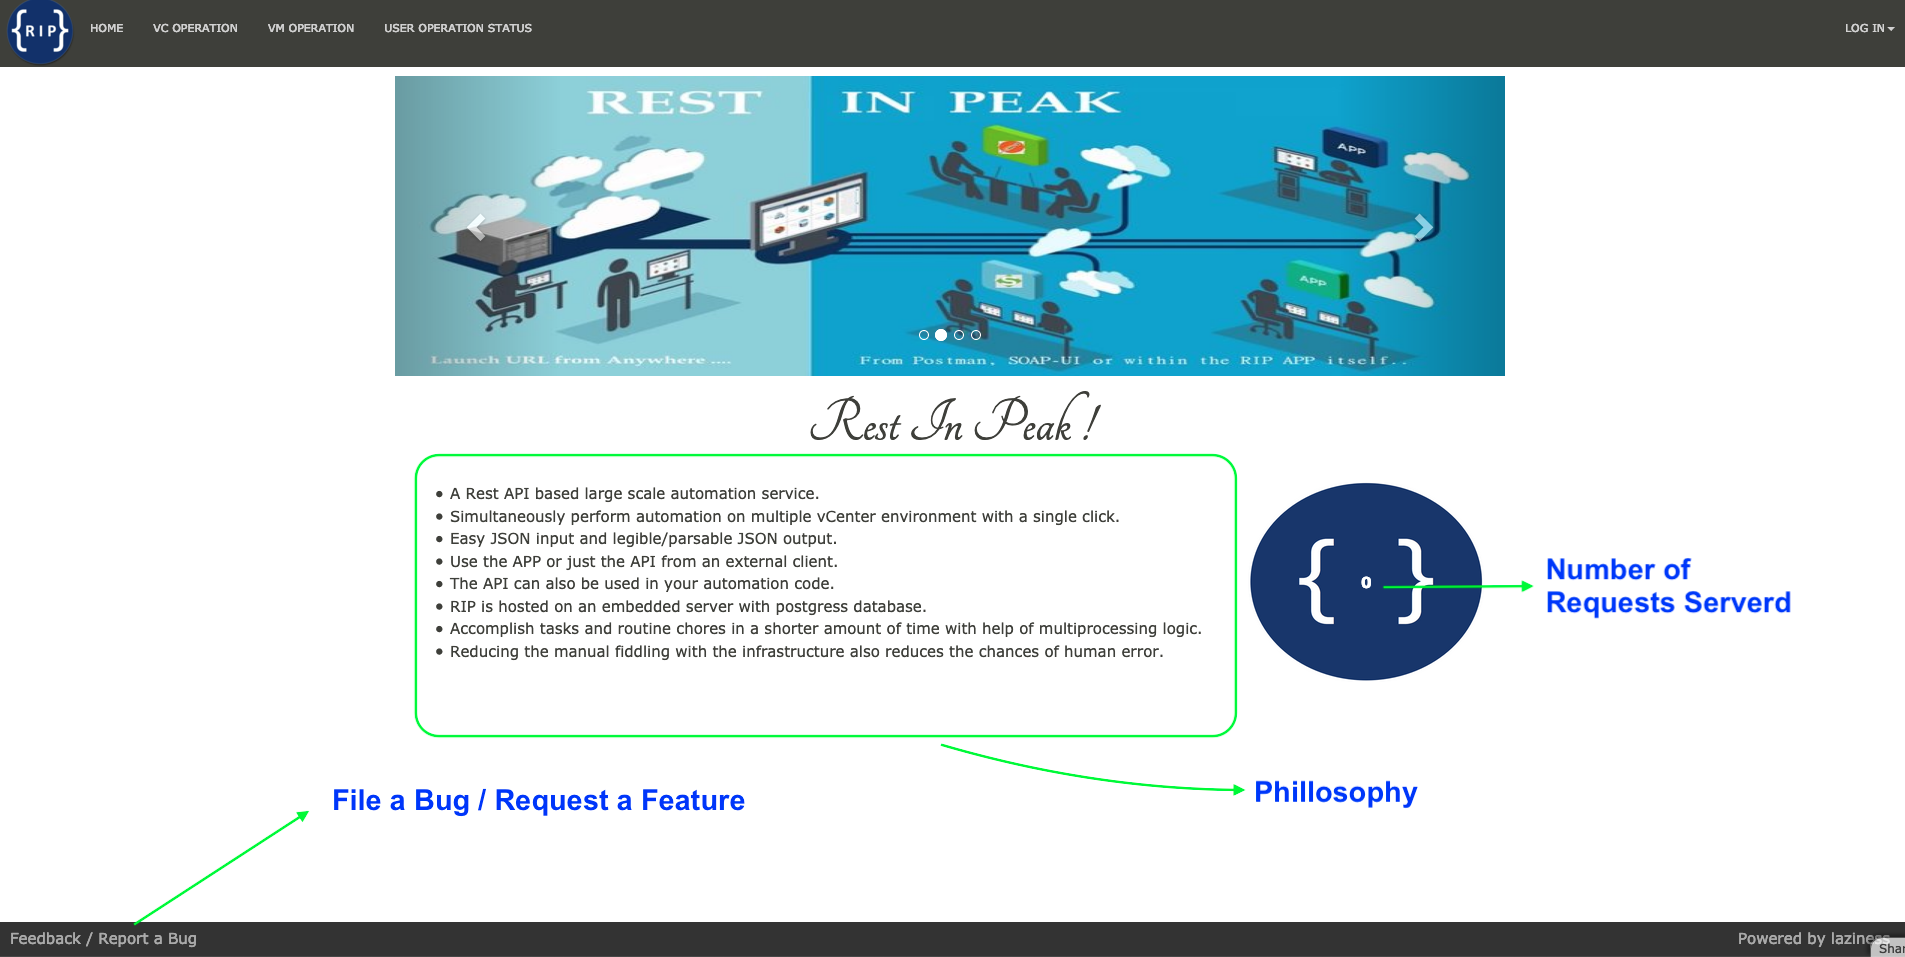 {RIP}
HOME VC OPERATION VM OPERATION USER OPERATION STATUS LOG IN
REST IN PEAK
APP
APP
Launch URL from Anywhere .... From Postman, SOAP-UI or within the RIP APP itself..
Rest In Peak !
• A Rest API based large scale automation service.
• Simultaneously perform automation on multiple vCenter environment with a single click.
• Easy JSON input and legible/parsable JSON output.
• Use the APP or just the API from an external client.
• The API can also be used in your automation code.
• RIP is hosted on an embedded server with postgress database.
• Accomplish tasks and routine chores in a shorter amount of time with help of multiprocessing logic.
• Reducing the manual fiddling with the infrastructure also reduces the chances of human error.
{ 0 }
Number of
Requests Serverd
Phillosophy
File a Bug / Request a Feature
Feedback / Report a Bug Powered by laziness
Shar